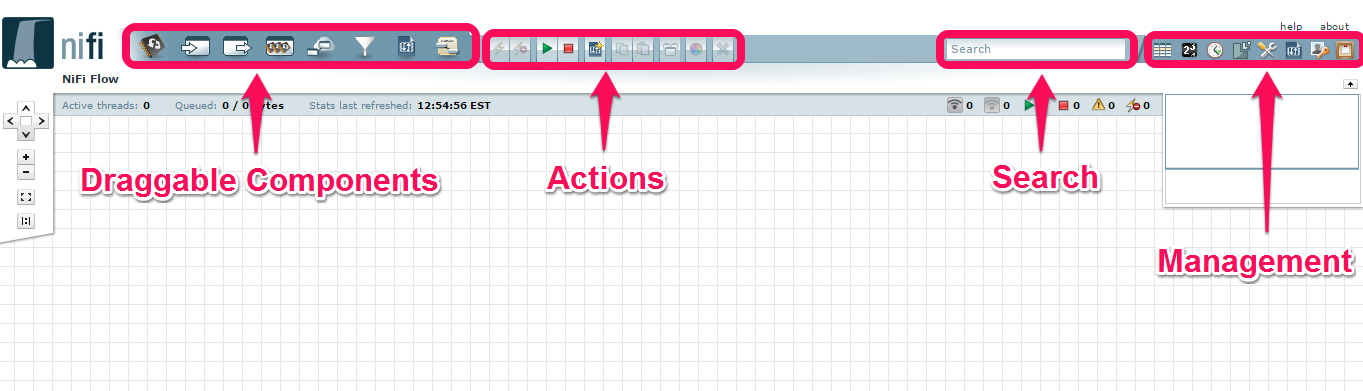 help about
nifi
Search
NiFi Flow
Active threads: 0 Queued: 0 / 0 bytes Stats last refreshed: 12:54:56 EST
0 0 0 0 0
Draggable Components
Actions
Search
Management